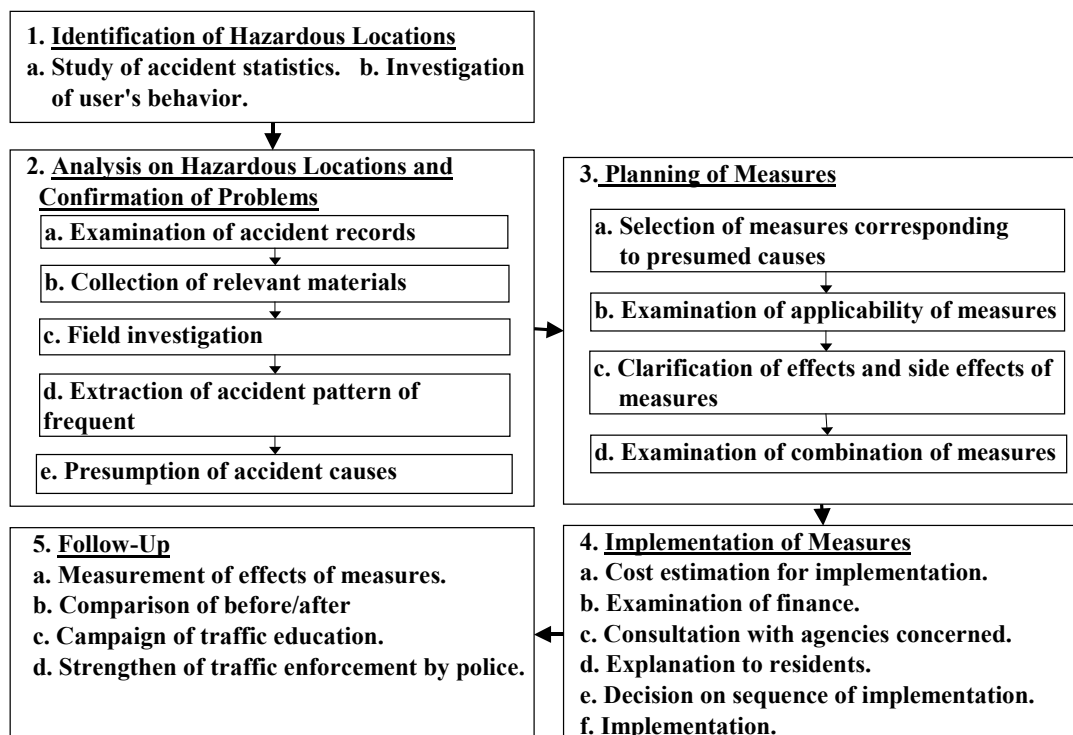 1. Identification of Hazardous Locations
a. Study of accident statistics.   b. Investigation
of user's behavior.
2. Analysis on Hazardous Locations and
Confirmation of Problems
a. Examination of accident records
b. Collection of relevant materials
c. Field investigation
d. Extraction of accident pattern of
frequent
e. Presumption of accident causes
3. Planning of Measures
a. Selection of measures corresponding
to presumed causes
b. Examination of applicability of measures
c. Clarification of effects and side effects of
measures
d. Examination of combination of measures
4. Implementation of Measures
a. Cost estimation for implementation.
b. Examination of finance.
c. Consultation with agencies concerned.
d. Explanation to residents.
e. Decision on sequence of implementation.
f. Implementation.
5. Follow-Up
a. Measurement of effects of measures.
b. Comparison of before/after
c. Campaign of traffic education.
d. Strengthen of traffic enforcement by police.